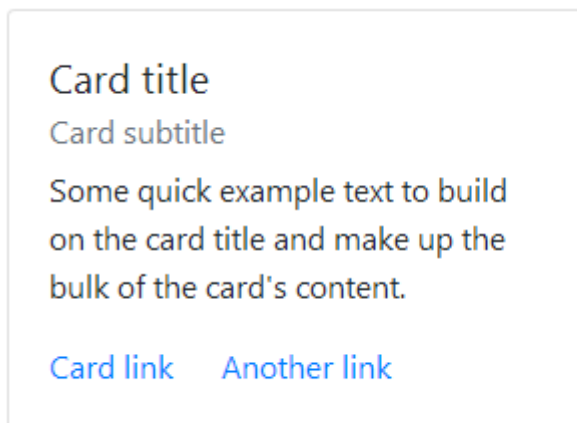 Card title
Card subtitle
Some quick example text to build
on the card title and make up the
bulk of the card's content.
Card link Another link